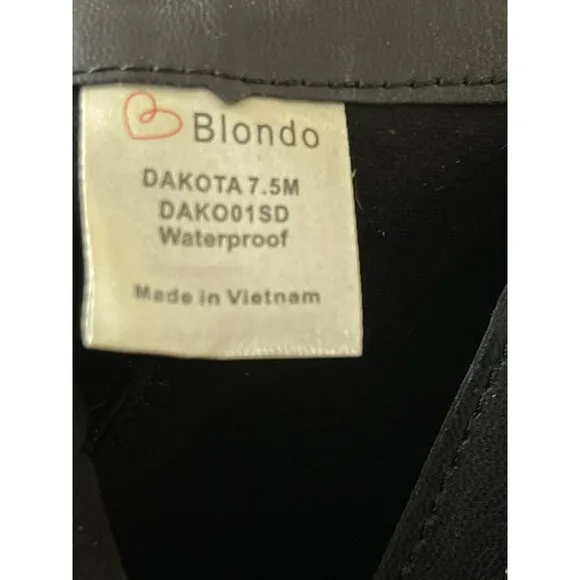 Blondo
DAKOTA 7.5M
DAKO01SD
Waterproof
Made in Vietnam